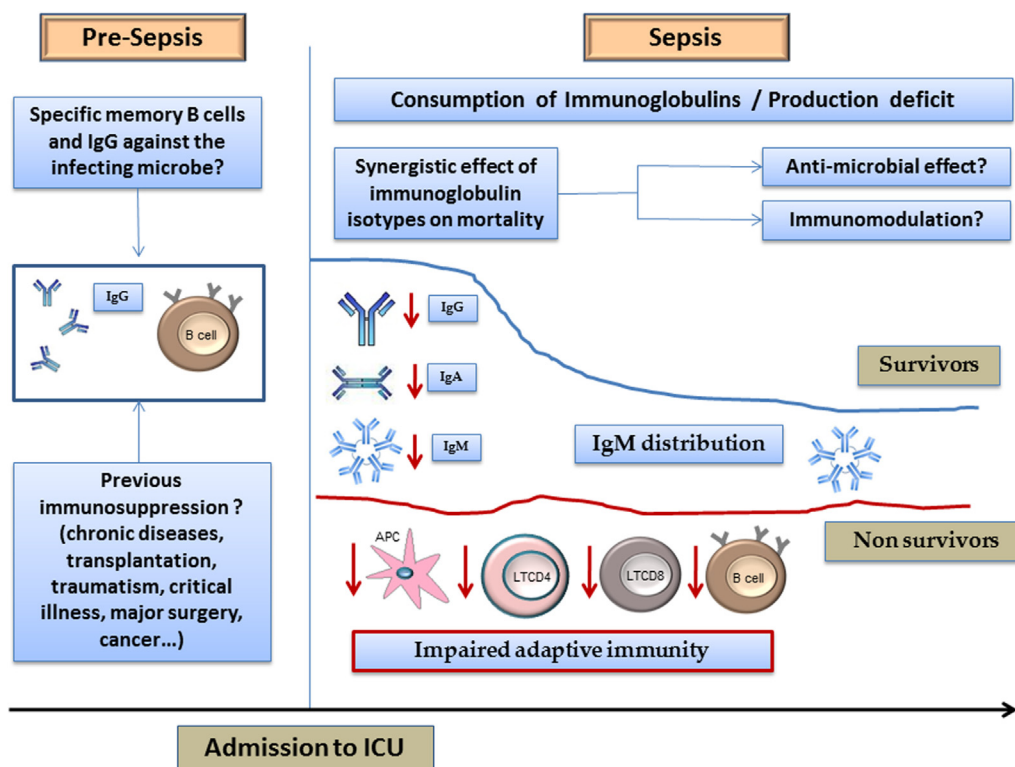 Pre-Sepsis
Specific memory B cells
and IgG against the
infecting microbe?
IgG
B cell
Previous
immunosuppression ?
(chronic diseases,
transplantation,
traumatism, critical
illness, major surgery,
cancer...)
Sepsis
Consumption of Immunoglobulins / Production deficit
Synergistic effect of
immunoglobulin
isotypes on mortality
Anti-microbial effect?
Immunomodulation?
IgG
IgA
IgM
Survivors
IgM distribution
Non survivors
APC
LTCD4
LTCD8
B cell
Impaired adaptive immunity
Admission to ICU